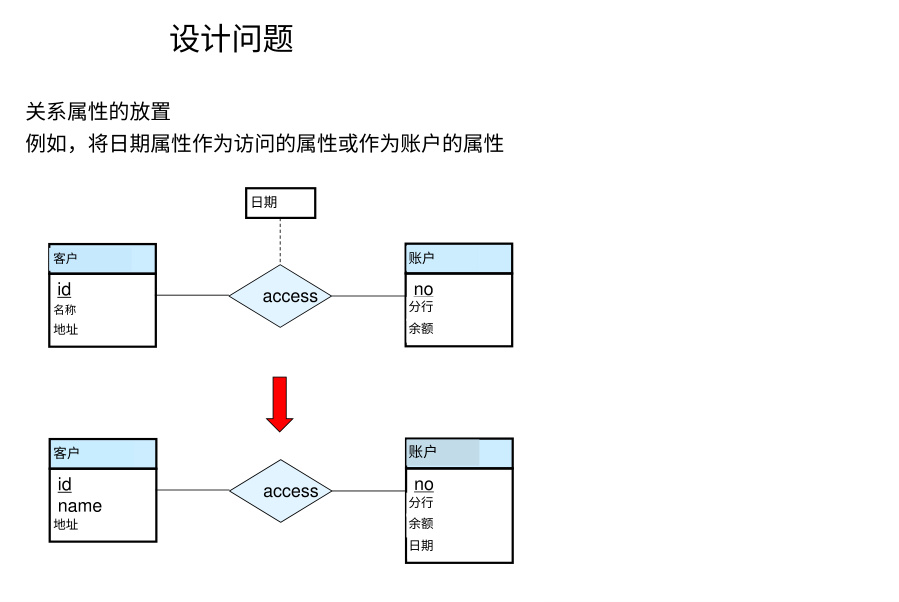 设计问题
关系属性的放置
例如，将日期属性作为访问的属性或作为账户的属性
日期
客户
id
名称
地址
access
账户
no
分行
余额
客户
id
name
地址
access
账户
no
分行
余额
日期